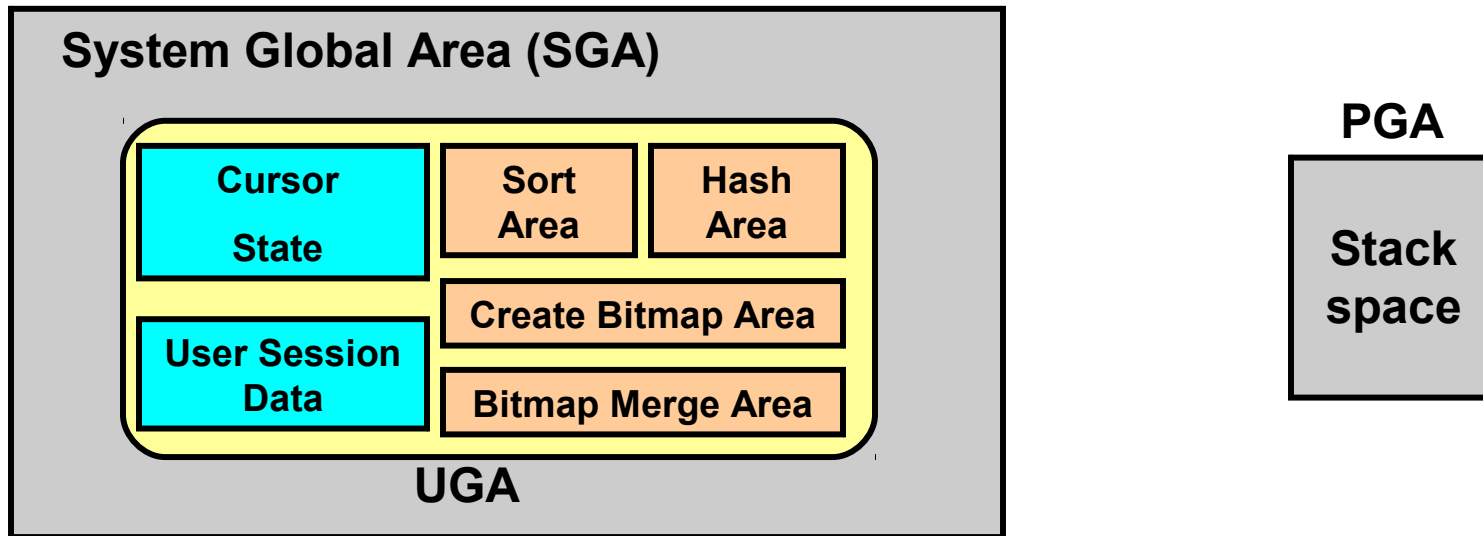 System Global Area (SGA)
Cursor
State
Sort
Area
Hash
Area
Create Bitmap Area
User Session
Data
Bitmap Merge Area
UGA
PGA
Stack
space